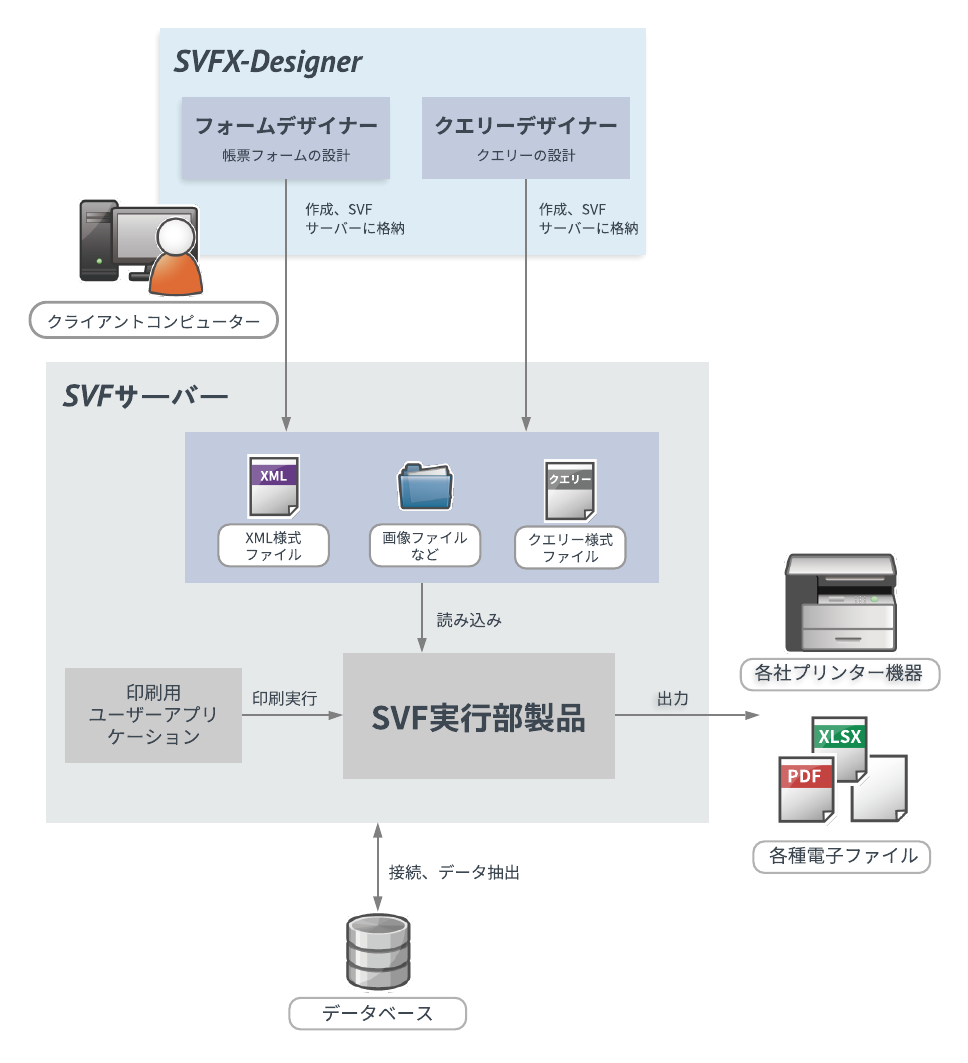 SVFX-Designer
フォームデザイナー
帳票フォームの設計
クエリーデザイナー
クエリーの設計
作成、SVF
サーバーに格納
作成、SVF
サーバーに格納
クライアントコンピューター
SVFサーバー
XML
XML様式
ファイル
画像ファイル
など
クエリー
クエリー様式
ファイル
読み込み
印刷用
ユーザーアプリ
ケーション
印刷実行
SVF実行部製品
出力
各社プリンター機器
XLSX
PDF
各種電子ファイル
接続、データ抽出
データベース